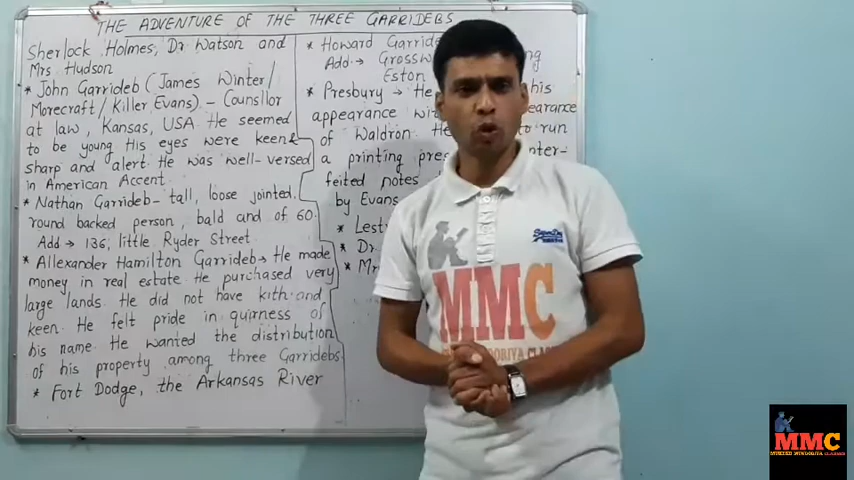 THE ADVENTURE OF THE THREE GARRIDEBS
Sherlock Holmes, Dr Watson and
Mrs Hudson
* John Garrideb (James Winter/
Morecraft/Killer Evans) - Counsllor
at law, Kansas, USA. He seemed
to be young. His eyes were keen &
sharp and alert. He was well-versed
in American Accent.
* Nathan Garrideb - tall, loose jointed,
round backed person, bald and of 60.
Add → 136, little Ryder Street
* Allexander Hamilton Garrideb → He made
money in real estate. He purchased very
large lands. He did not have kith and
keen. He felt pride in quirness of
his name. He wanted the distribution
of his property among three Garridebs
* Fort Dodge, the Arkansas River
* Howard
Add →
Eston
* Presbury → He his
appearance
of Waldron. to run
a printing press
feited notes
by Evans
*
* Dr
*
SuperDry
MMC
CLASSES
MMC